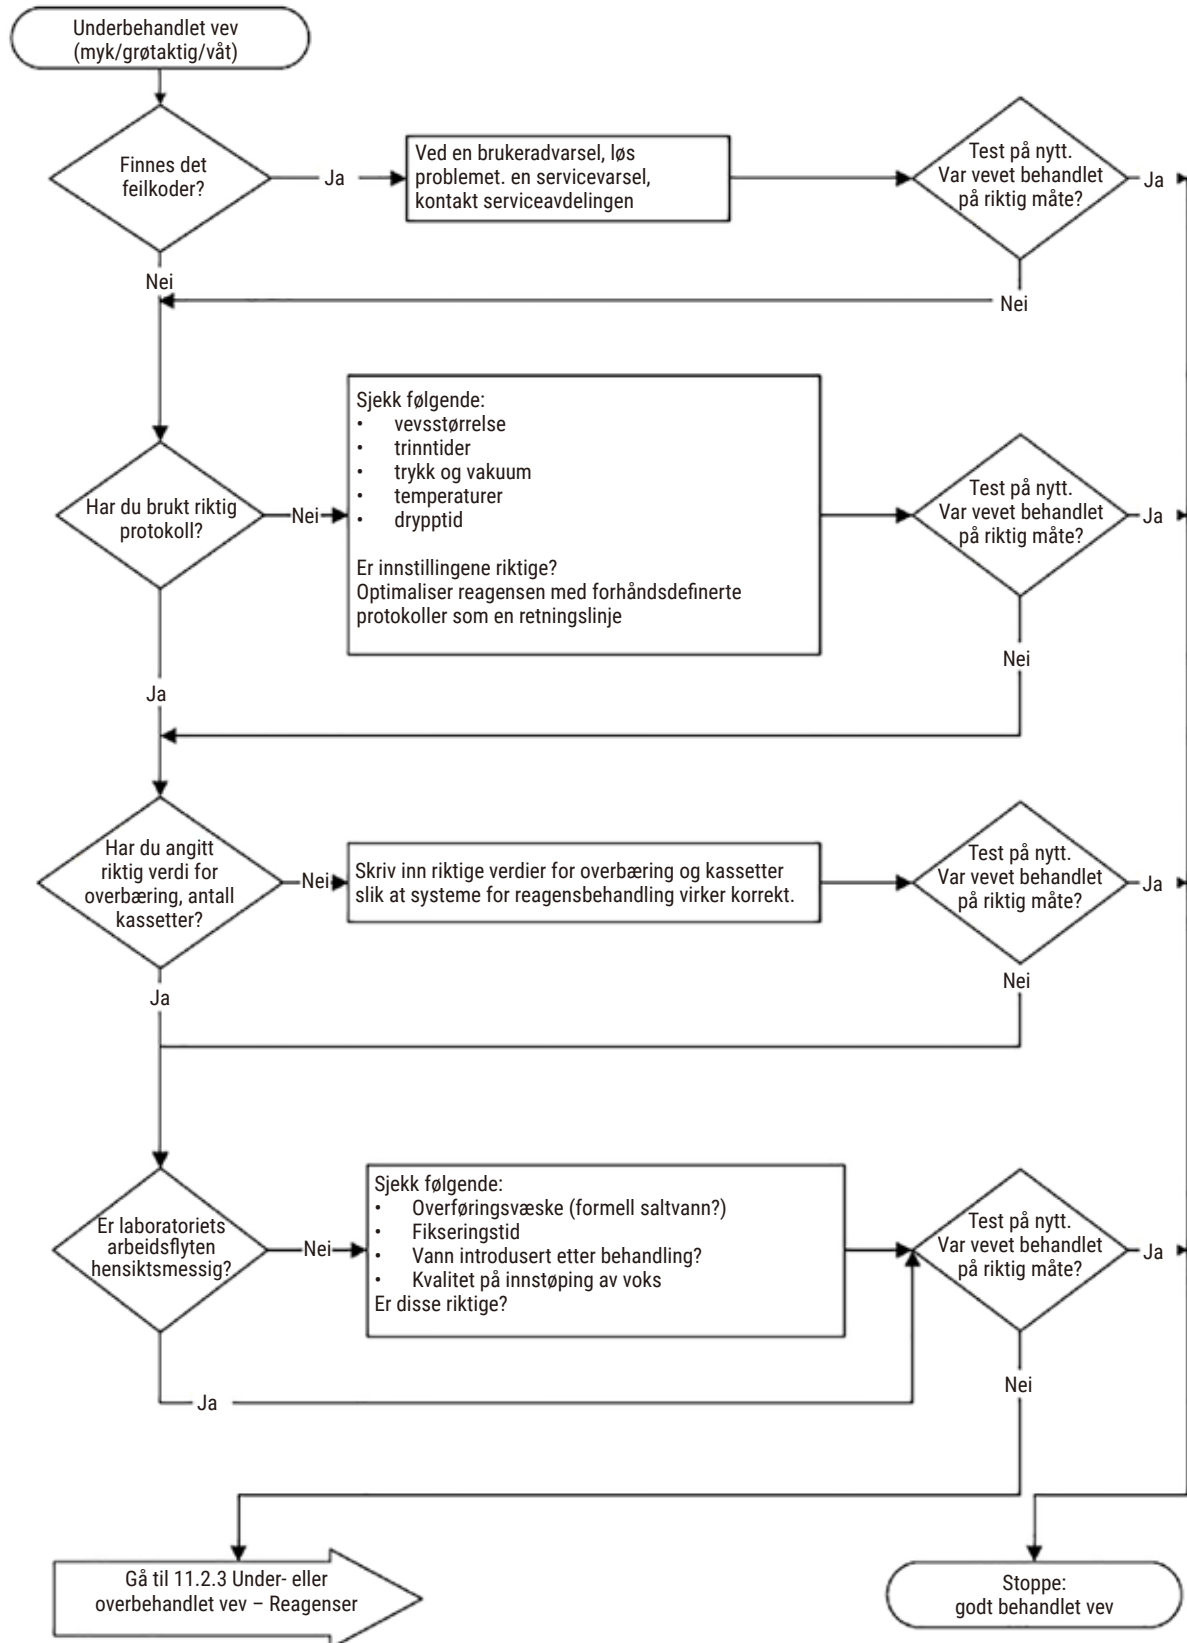 Underbehandlet vev
(myk/grøtaktig/våt)
Finnes det
feilkoder?
Ja
Ved en brukeradvarsel, løs
problemet. en servicevarsel,
kontakt serviceavdelingen
Test på nytt.
Var vevet behandlet
på riktig måte?
Ja
Nei
Nei
Har du brukt riktig
protokoll?
Nei
Sjekk følgende:
• vevsstørrelse
• trinntider
• trykk og vakuum
• temperaturer
• drypptid
Er innstillingene riktige?
Optimaliser reagensen med forhåndsdefinerte
protokoller som en retningslinje
Test på nytt.
Var vevet behandlet
på riktig måte?
Ja
Nei
Ja
Har du angitt
riktig verdi for
overbæring, antall
kassetter?
Nei
Skriv inn riktige verdier for overbæring og kassetter
slik at systeme for reagensbehandling virker korrekt.
Test på nytt.
Var vevet behandlet
på riktig måte?
Ja
Nei
Ja
Er laboratoriets
arbeidsflyten
hensiktsmessig?
Nei
Sjekk følgende:
• Overføringsvæske (formell saltvann?)
• Fikseringstid
• Vann introdusert etter behandling?
• Kvalitet på innstøping av voks
Er disse riktige?
Test på nytt.
Var vevet behandlet
på riktig måte?
Ja
Nei
Ja
Gå til 11.2.3 Under- eller
overbehandlet vev – Reagenser
Stoppe:
godt behandlet vev